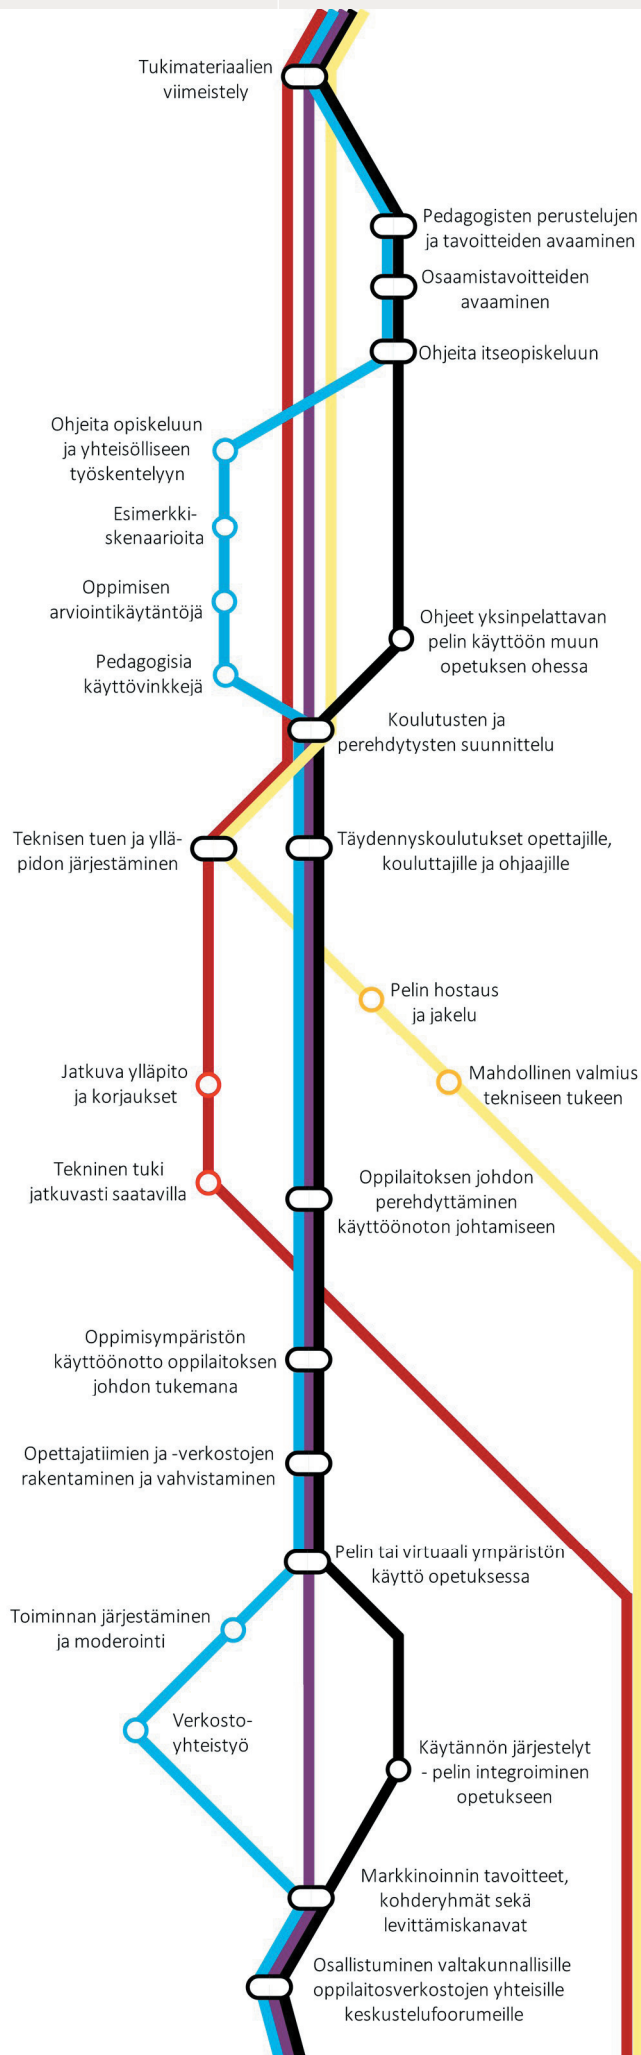 Tukimateriaalien
viimeistely
Pedagogisten perustelujen
ja tavoitteiden avaaminen
Osaamistavoitteiden
avaaminen
Ohjeita itseopiskeluun
Ohjeita opiskeluun
ja yhteisölliseen
työskentelyyn
Esimerkki-
skenaarioita
Oppimisen
arviointikäytäntöjä
Ohjeet yksinpelattavan
pelin käyttöön muun
opetuksen ohessa
Pedagogisia
käyttövinkkejä
Koulutusten ja
perehdytysten suunnittelu
Teknisen tuen ja yllä-
pidon järjestäminen
Täydennyskoulutukset opettajille,
kouluttajille ja ohjaajille
Pelin hostaus
ja jakelu
Jatkuva ylläpito
ja korjaukset
Mahdollinen valmius
tekniseen tukeen
Tekninen tuki
jatkuvasti saatavilla
Oppilaitoksen johdon
perehdyttäminen
käyttöönoton johtamiseen
Oppimisympäristön
käyttöönotto oppilaitoksen
johdon tukemana
Opettajatiimien ja -verkostojen
rakentaminen ja vahvistaminen
Pelin tai virtuaali ympäristön
käyttö opetuksessa
Toiminnan järjestäminen
ja moderointi
Verkosto-
yhteistyö
Käytännön järjestelyt
- pelin integroiminen
opetukseen
Markkinoinnin tavoitteet,
kohderyhmät sekä
levittämiskanavat
Osallistuminen valtakunnallisille
oppilaitosverkostojen yhteisille
keskustelufoorumeille